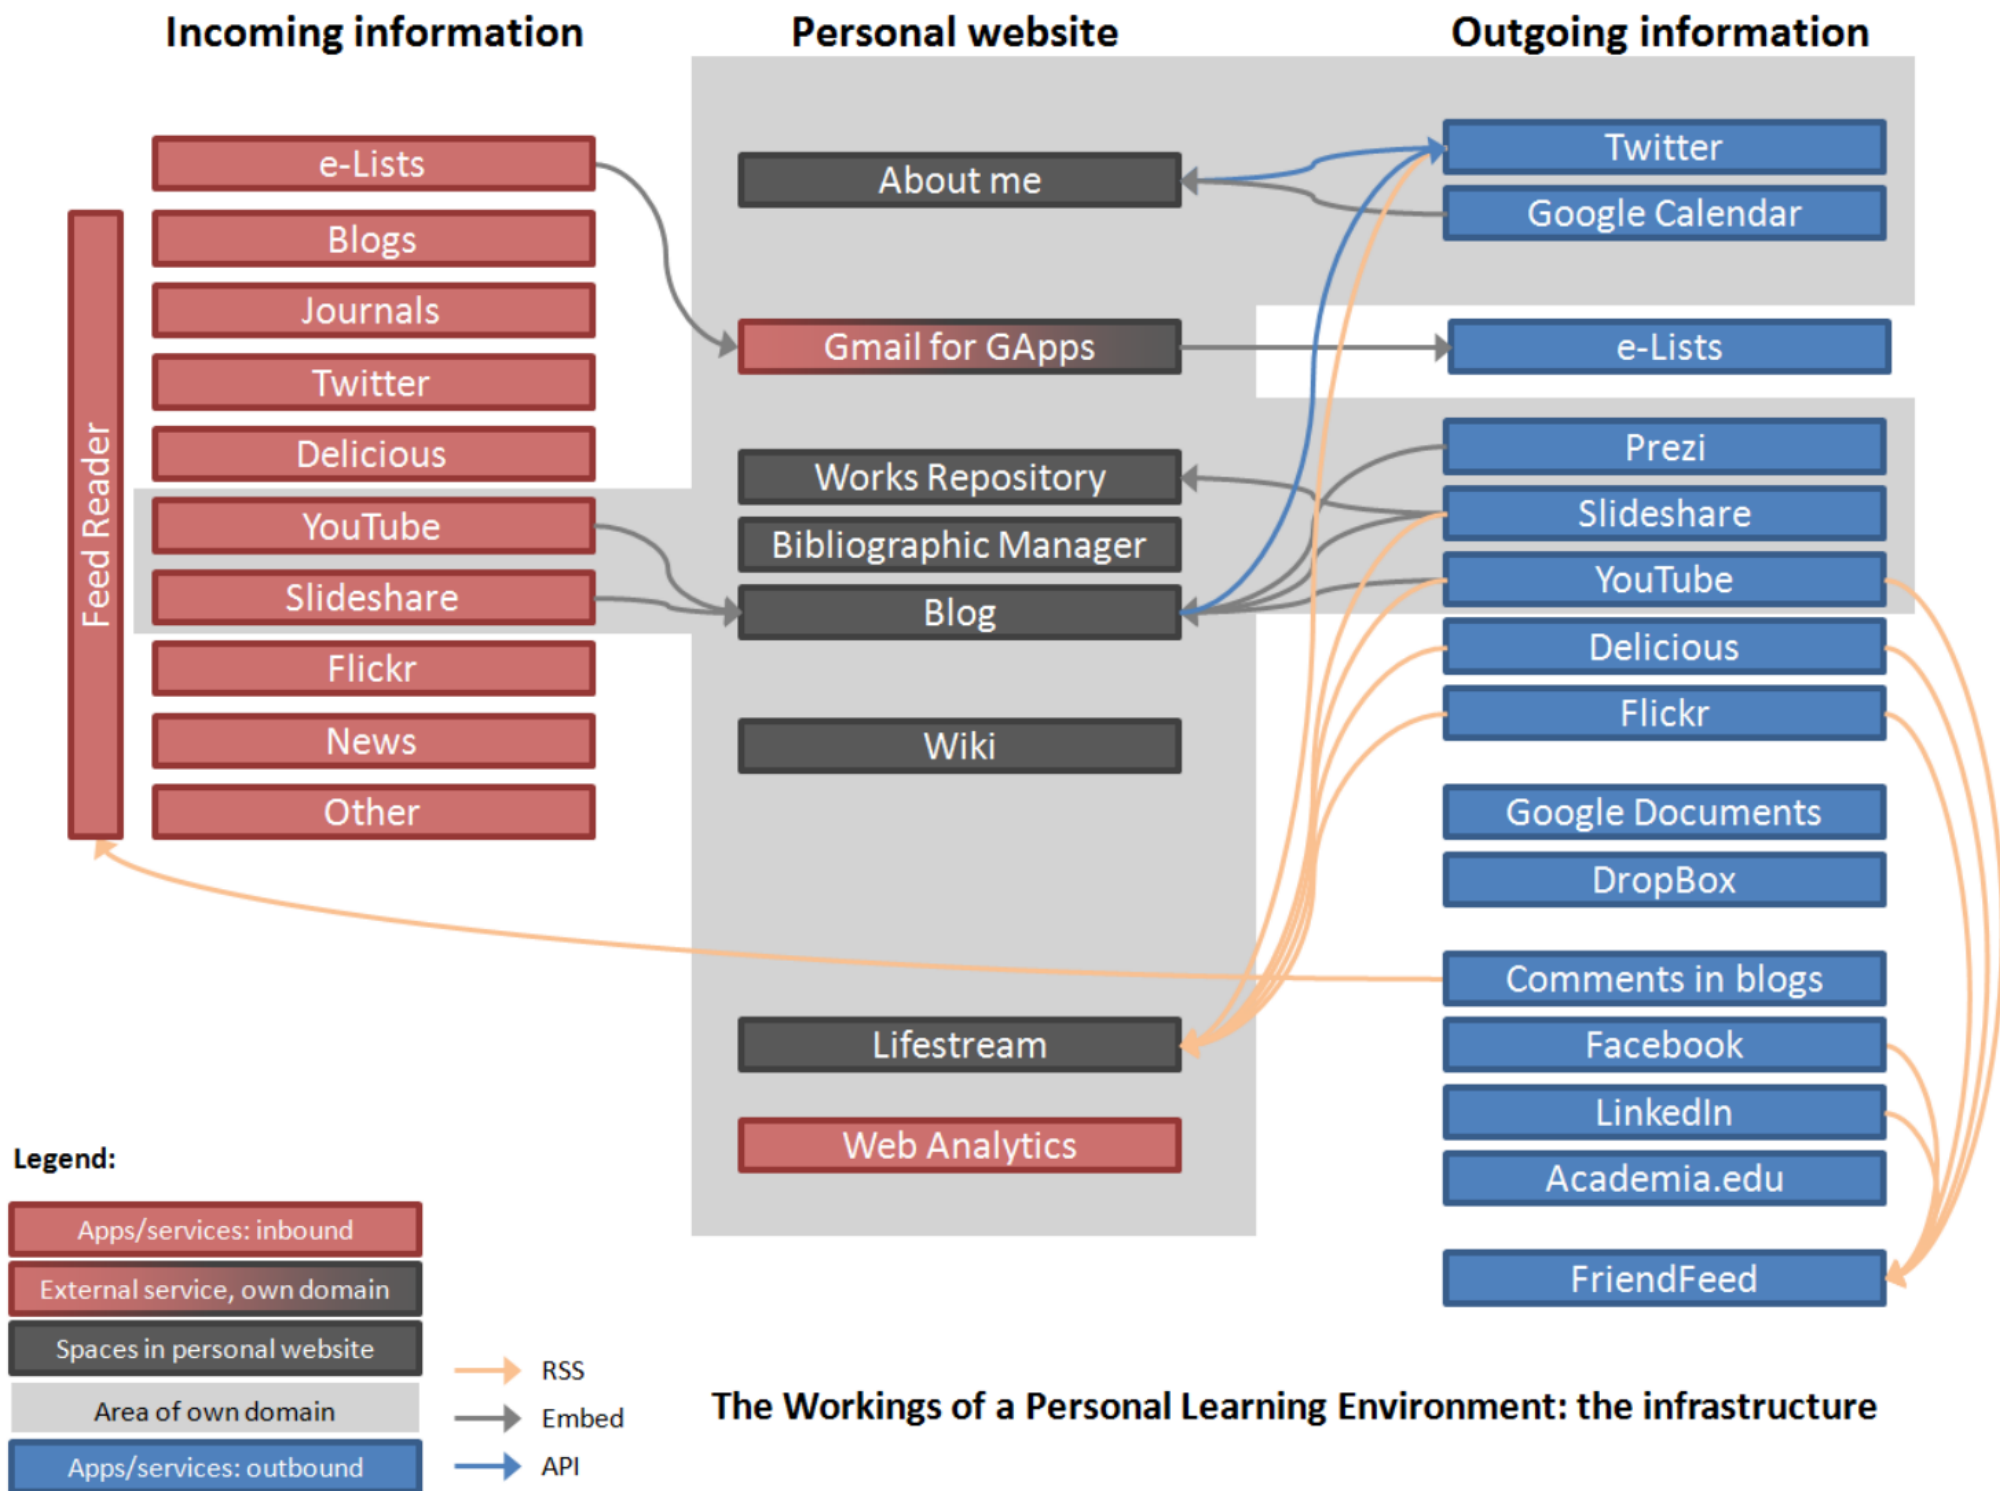 Incoming information
Personal website
Outgoing information
Feed Reader
e-Lists
Blogs
Journals
Twitter
Delicious
YouTube
Slideshare
Flickr
News
Other
About me
Gmail for GApps
Works Repository
Bibliographic Manager
Blog
Wiki
Lifestream
Web Analytics
Twitter
Google Calendar
e-Lists
Prezi
Slideshare
YouTube
Delicious
Flickr
Google Documents
DropBox
Comments in blogs
Facebook
LinkedIn
Academia.edu
FriendFeed
Legend:
Apps/services: inbound
External service, own domain
Spaces in personal website
Area of own domain
Apps/services: outbound
RSS
Embed
API
The Workings of a Personal Learning Environment: the infrastructure